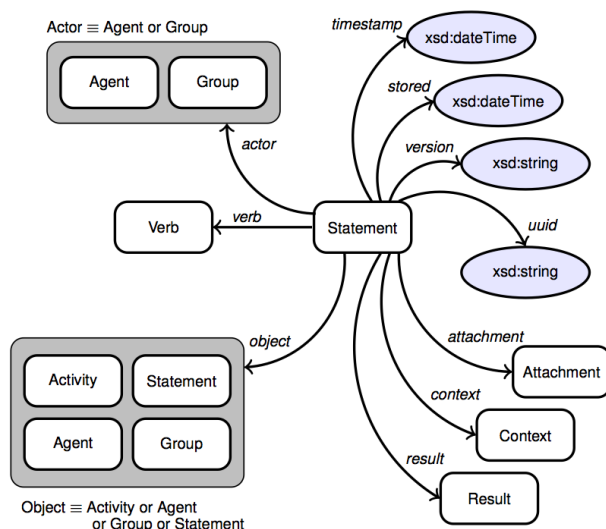 Actor ≡ Agent or Group
Agent
Group
actor
timestamp
xsd:dateTime
stored
xsd:dateTime
version
xsd:string
Verb
verb
Statement
uuid
xsd:string
object
Activity
Statement
Agent
Group
attachment
Attachment
context
Context
result
Result
Object ≡ Activity or Agent
or Group or Statement